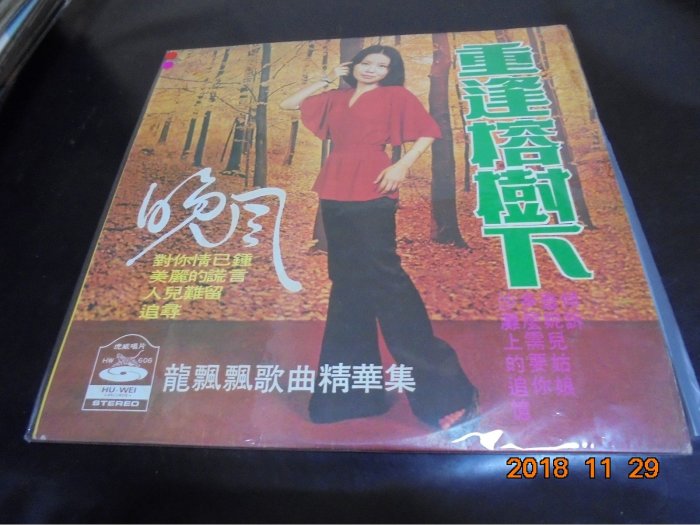 重逢榕樹下
晚風
對你情已鍾
美麗的謊言
人兒難留
追尋
虎威唱片
HW 606
HU-WEI
STEREO
龍飄飄歌曲精華集
2018 11 29